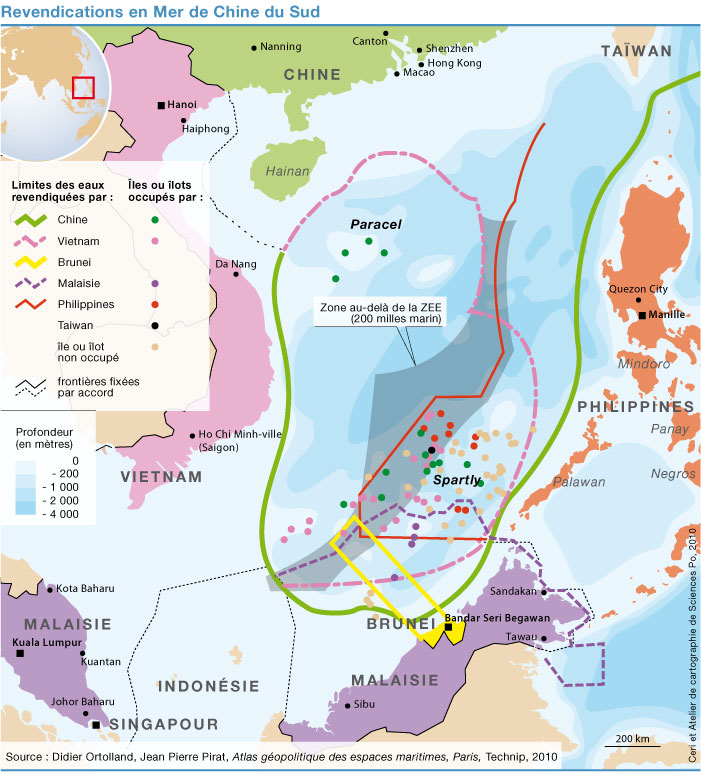 Revendications en Mer de Chine du Sud
Nanning
Canton
Shenzhen
Hong Kong
Macao
TAÏWAN
CHINE
Hanoi
Haiphong
Hainan
Limites des eaux
revendiquées par :
Îles ou îlots
occupés par :
Chine
Vietnam
Brunei
Malaisie
Philippines
Taiwan
île ou îlot
non occupé
frontières fixées
par accord
Paracel
Da Nang
Zone au-delà de la ZEE
(200 milles marin)
Quezon City
Manille
Mindoro
PHILIPPINES
Panay
Negros
Palawan
Profondeur
(en mètres)
0
- 200
- 1 000
- 2 000
- 4 000
Ho Chi Minh-ville
(Saigon)
VIETNAM
Spartly
Kota Baharu
MALAISIE
Kuala Lumpur
Kuantan
Johor Baharu
SINGAPOUR
INDONÉSIE
BRUNEI
Bandar Seri Begawan
Sandakan
Tawau
MALAISIE
Sibu
200 km
Ceri et Atelier de cartographie de Sciences Po, 2010
Source : Didier Ortolland, Jean Pierre Pirat, Atlas géopolitique des espaces maritimes, Paris, Technip, 2010